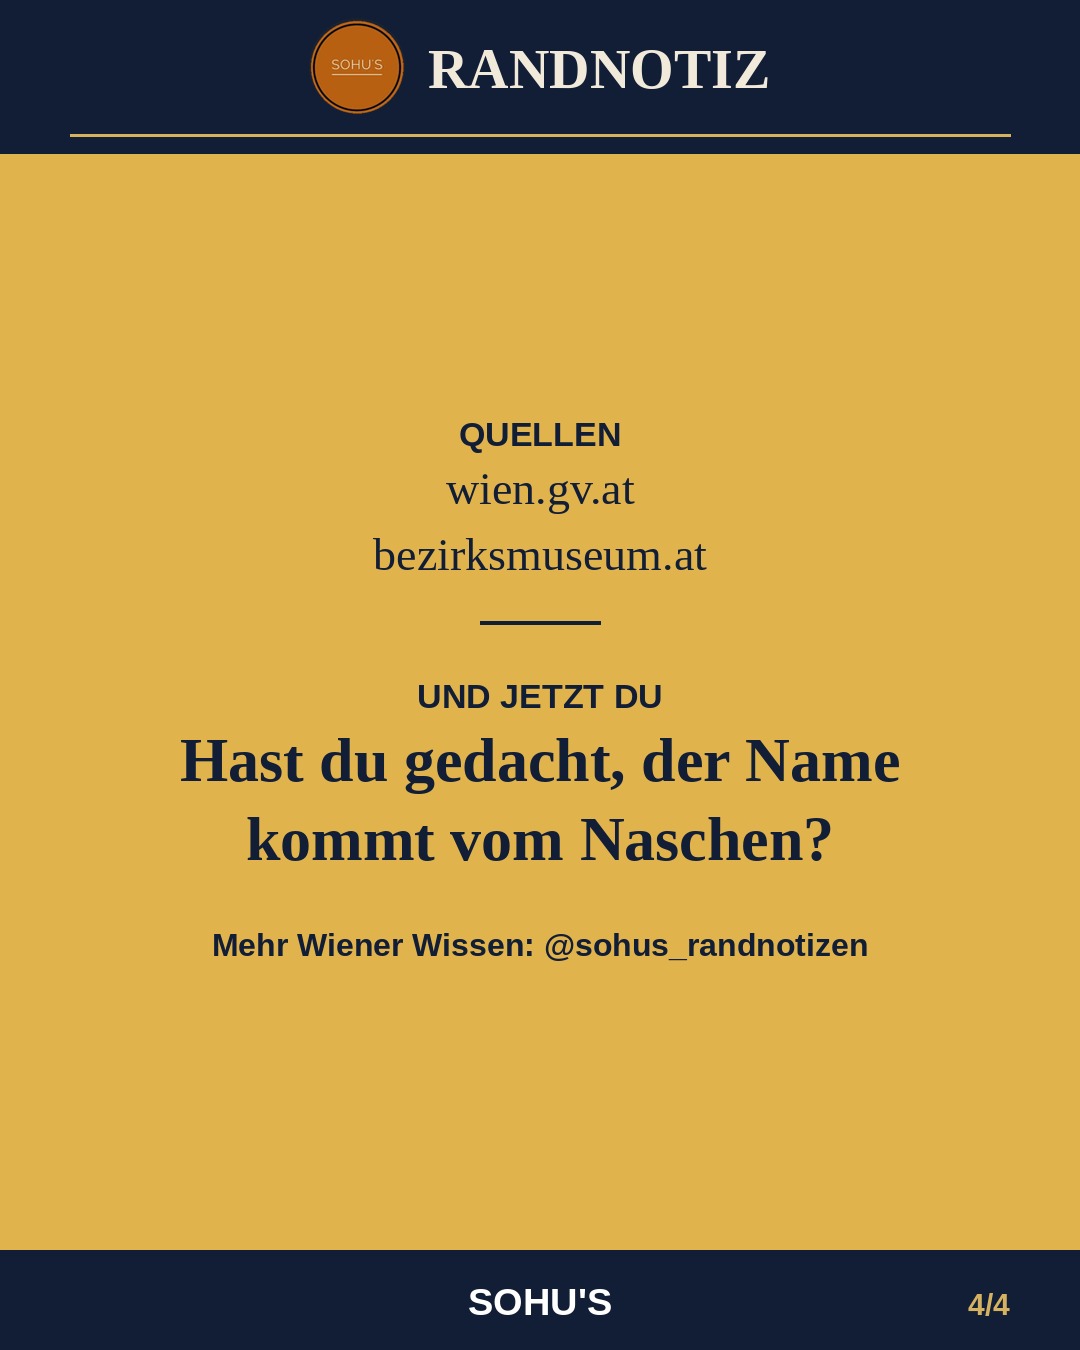 SOHU'S
RANDNOTIZ
QUELLEN
wien.gv.at
bezirksmuseum.at
UND JETZT DU
Hast du gedacht, der Name
kommt vom Naschen?
Mehr Wiener Wissen: @sohus_randnotizen
SOHU'S
4/4